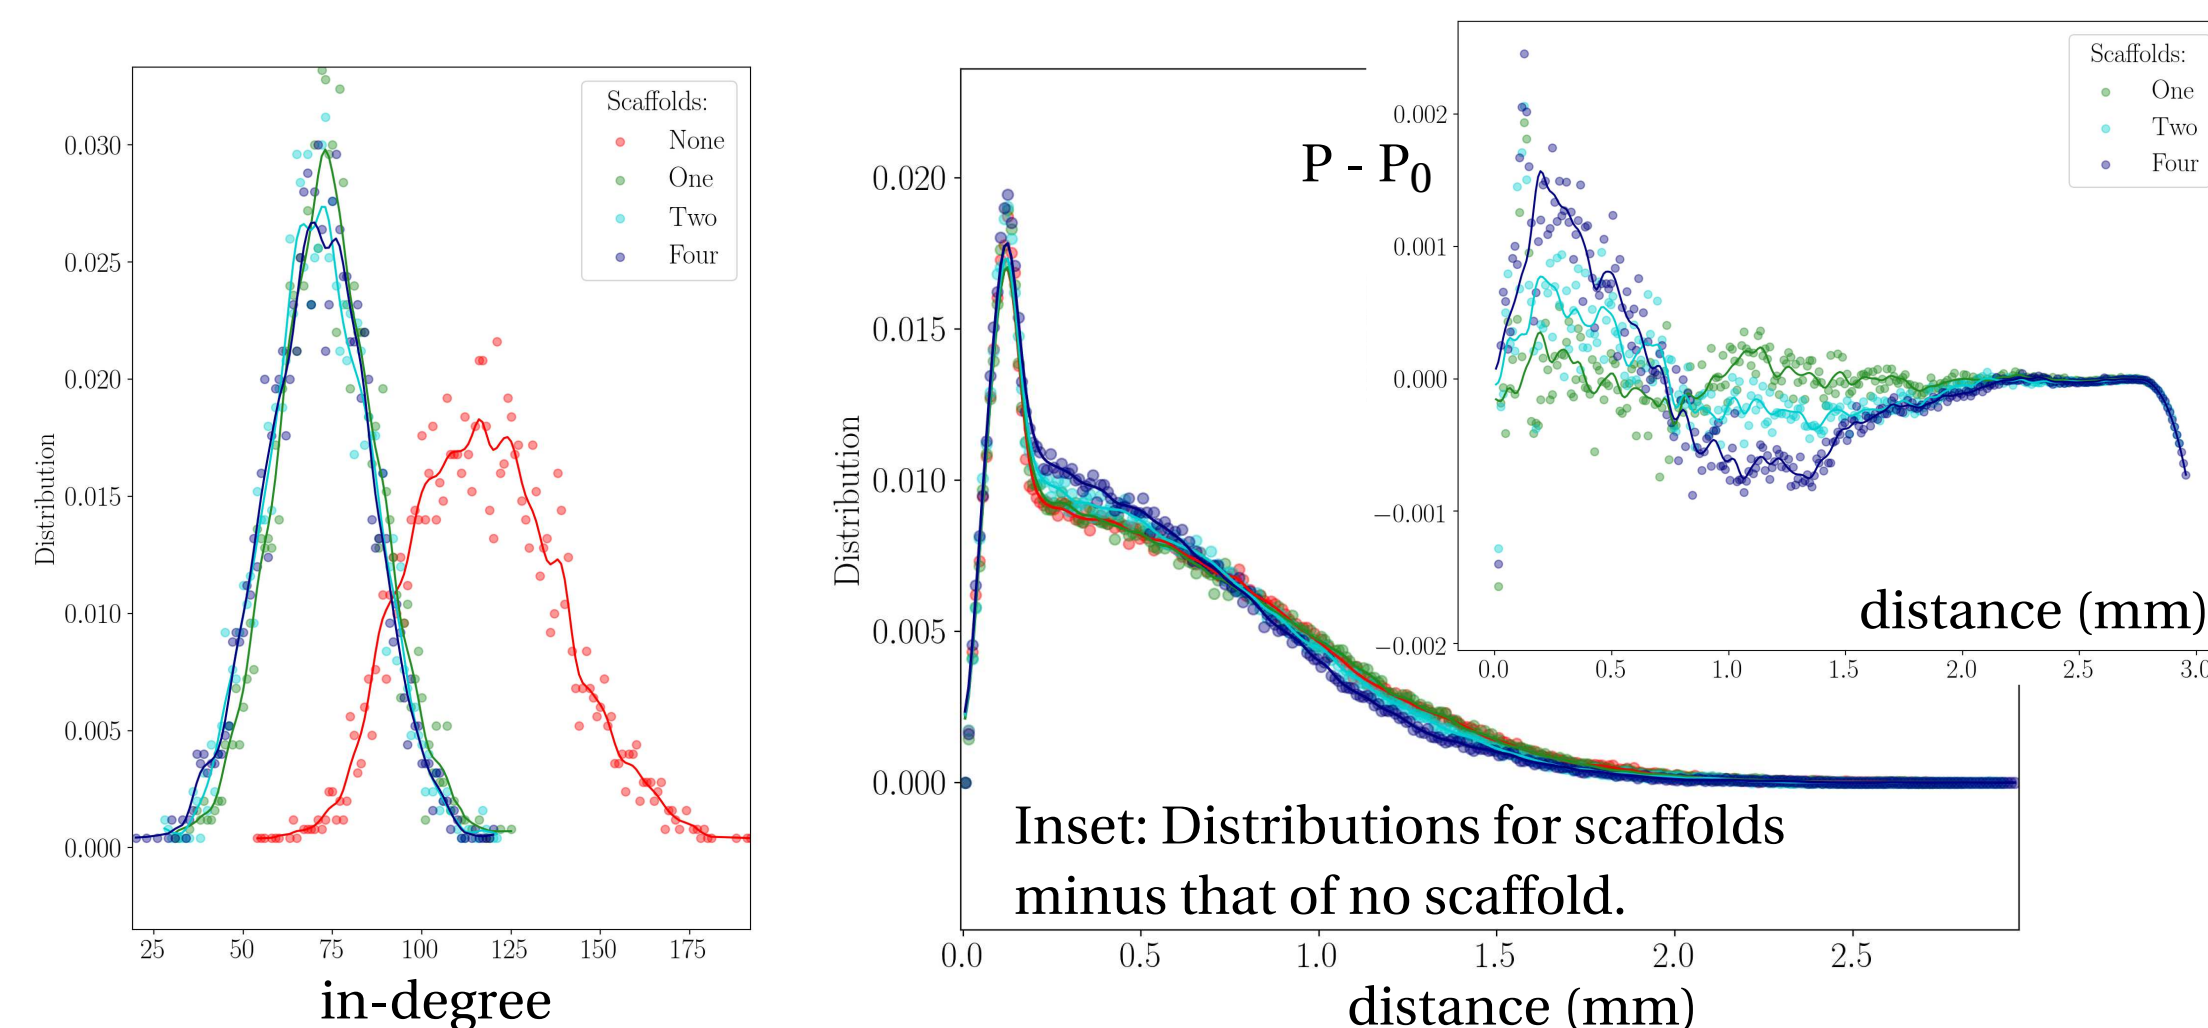 Scaffolds:
None
One
Two
Four
0.030
0.025
0.020
0.015
0.010
0.005
0.000
Distribution
25 50 75 100 125 150 175
in-degree
0.020
0.015
0.010
0.005
0.000
Distribution
P - P0
Inset: Distributions for scaffolds
minus that of no scaffold.
0.0 0.5 1.0 1.5 2.0 2.5
distance (mm)
Scaffolds:
One
Two
Four
0.002
0.001
0.000
−0.001
−0.002
distance (mm)
0.0 0.5 1.0 1.5 2.0 2.5 3.0